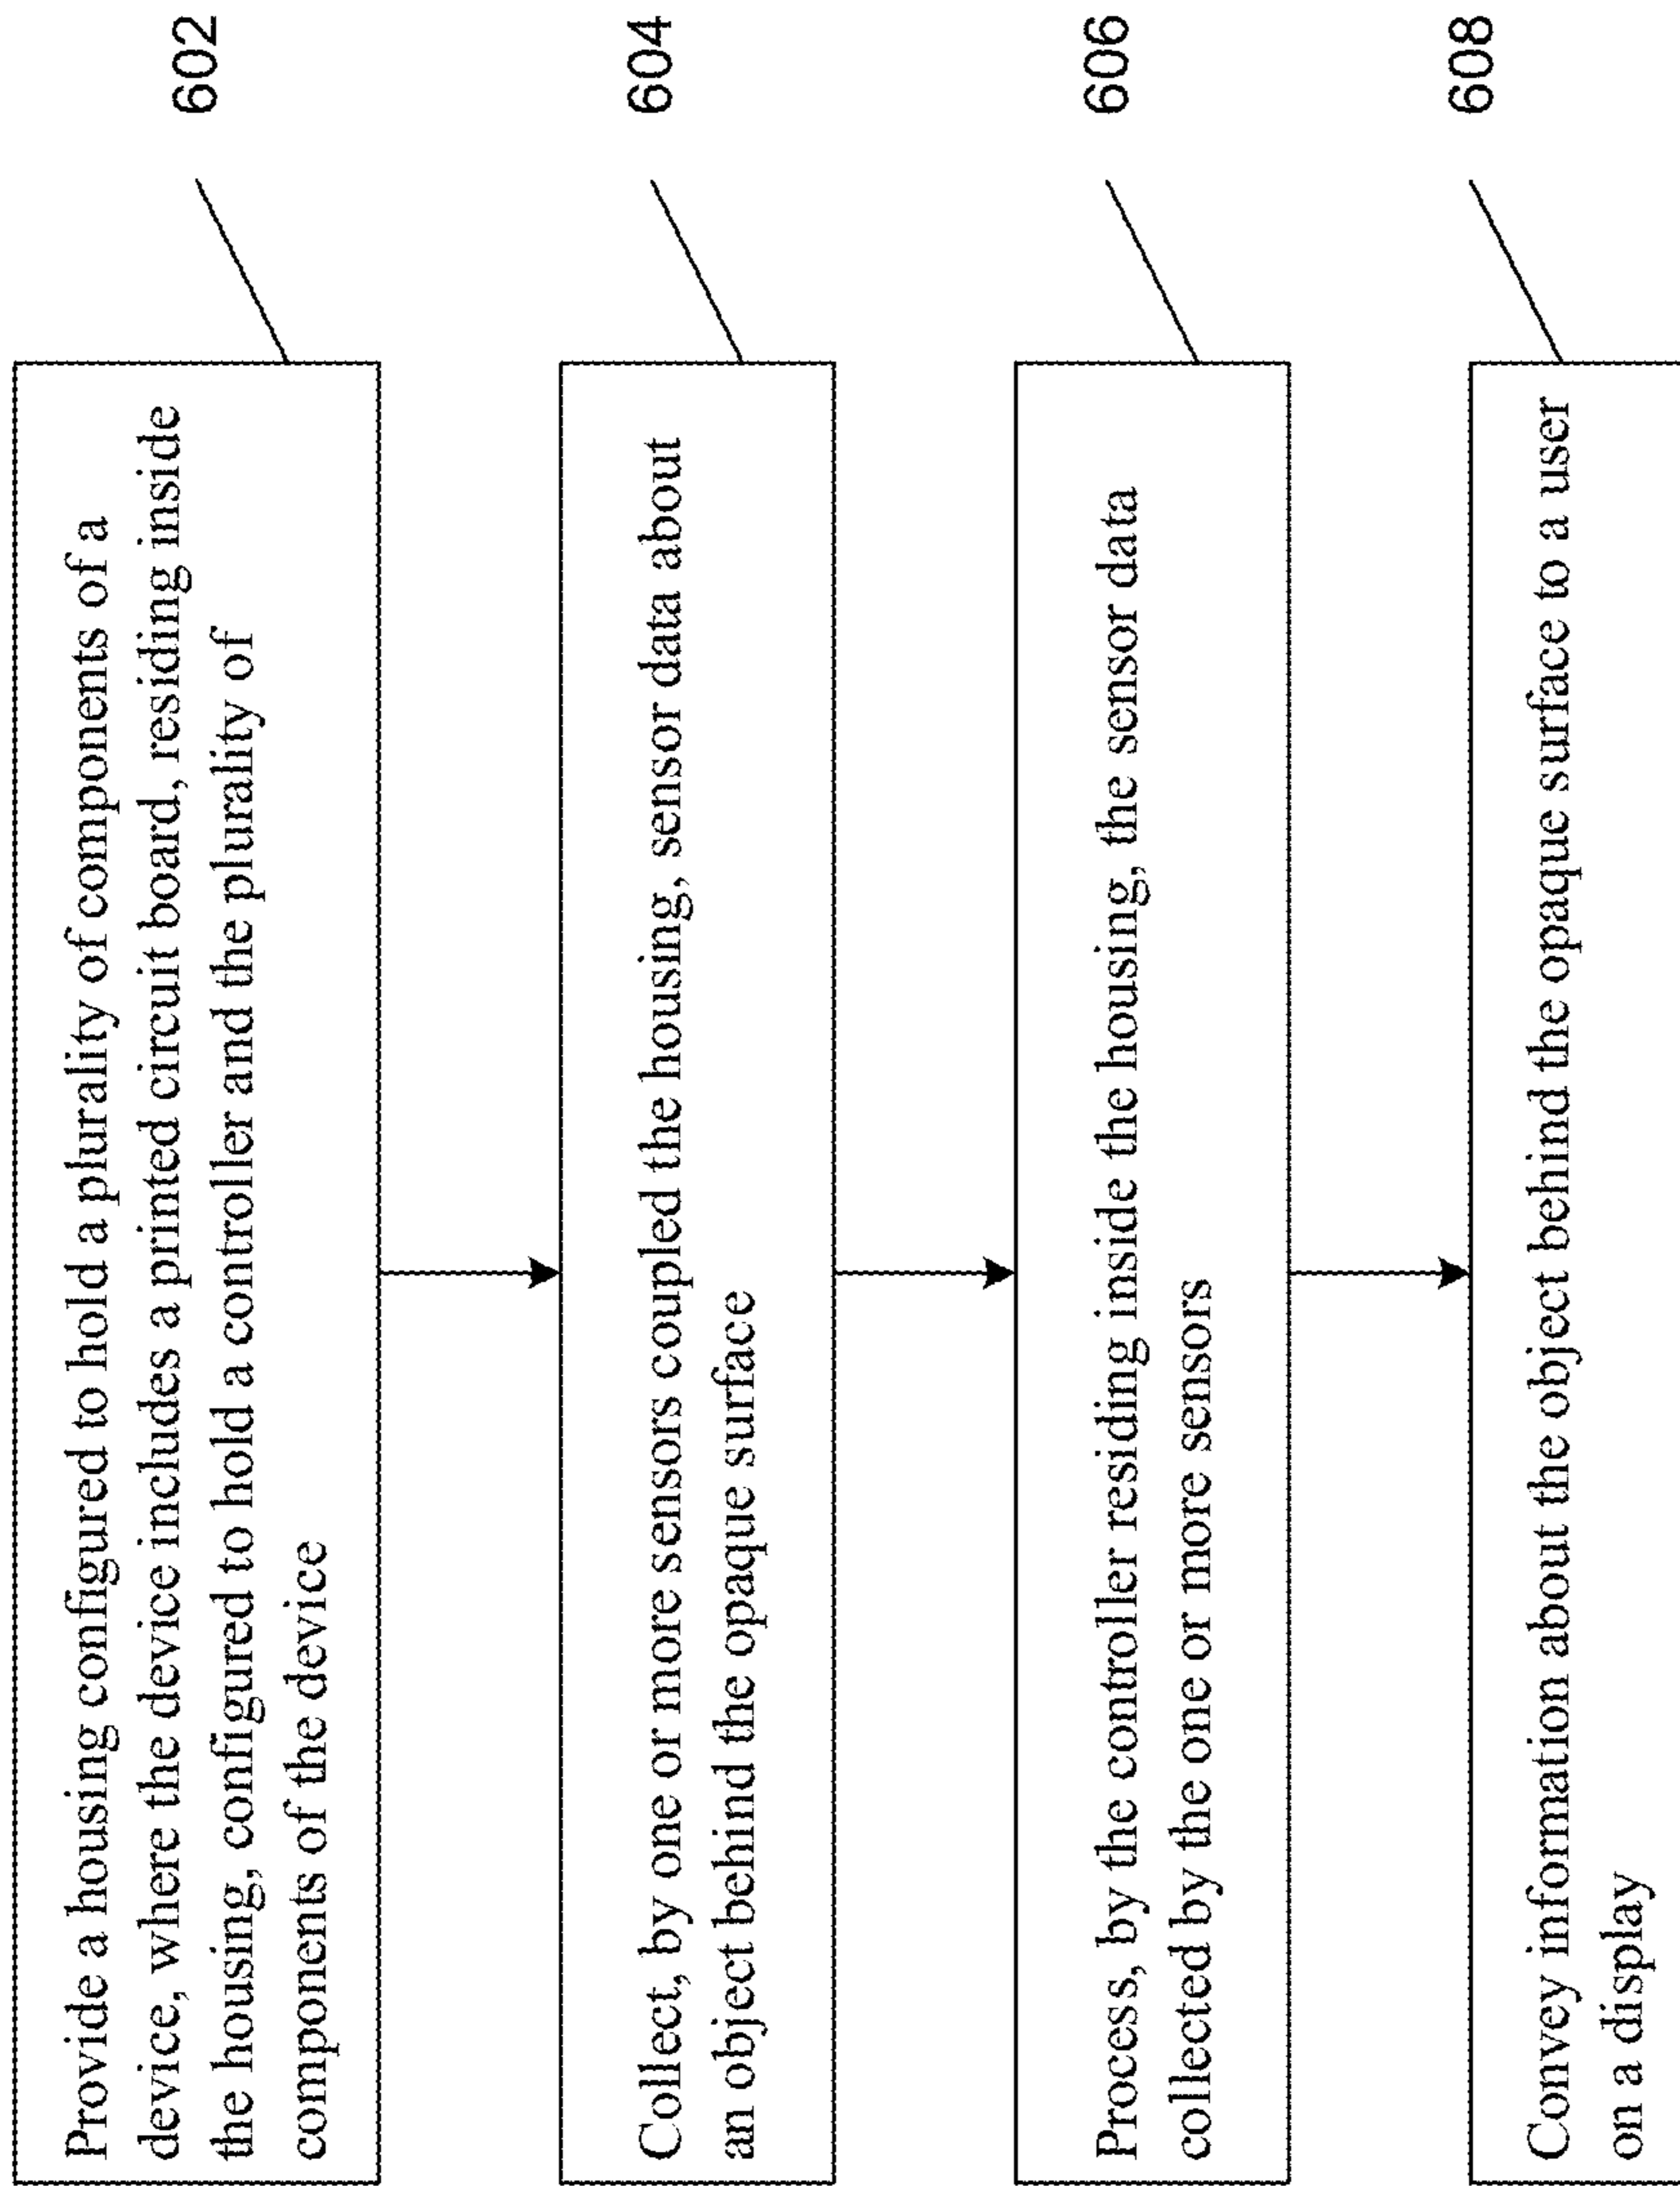 Provide a housing configured to hold a plurality of components of a
device, where the device includes a printed circuit board, residing inside
the housing, configured to hold a controller and the plurality of
components of the device
602
Collect, by one or more sensors coupled the housing, sensor data about
an object behind the opaque surface
604
Process, by the controller residing inside the housing, the sensor data
collected by the one or more sensors
606
Convey information about the object behind the opaque surface to a user
on a display
608